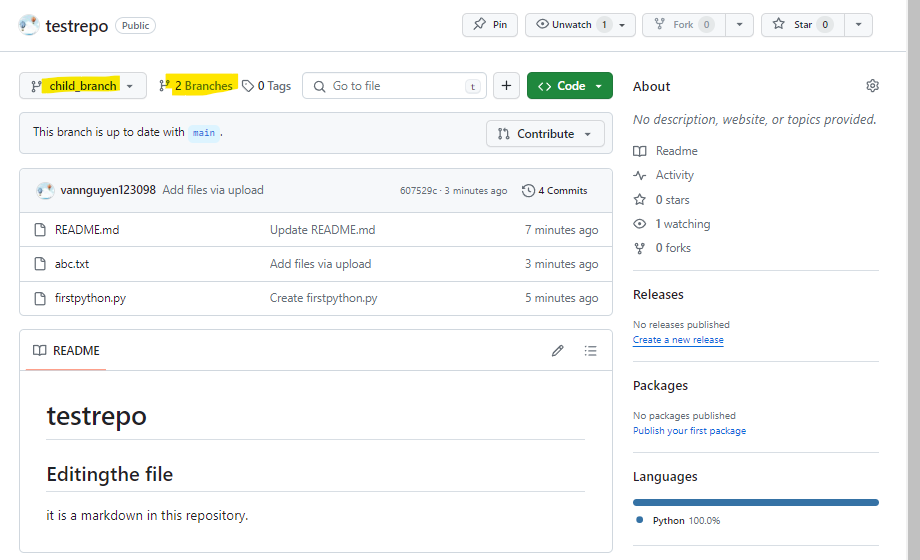 testrepo Public Pin Unwatch 1 Fork 0 Star 0
child_branch 2 Branches 0 Tags Go to file t + <> Code
This branch is up to date with main .
Contribute
vannguyen123098 Add files via upload 607529c · 3 minutes ago 4 Commits
README.md Update README.md 7 minutes ago
abc.txt Add files via upload 3 minutes ago
firstpython.py Create firstpython.py 5 minutes ago
README
testrepo
Editingthe file
it is a markdown in this repository.
About
No description, website, or topics provided.
Readme
Activity
0 stars
1 watching
0 forks
Releases
No releases published
Create a new release
Packages
No packages published
Publish your first package
Languages
Python 100.0%